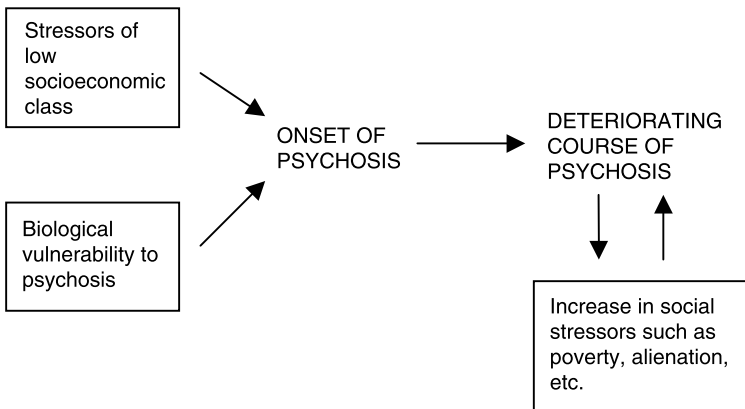 Stressors of
low
socioeconomic
class
ONSET OF
PSYCHOSIS
DETERIORATING
COURSE OF
PSYCHOSIS
Biological
vulnerability to
psychosis
Increase in social
stressors such as
poverty, alienation,
etc.